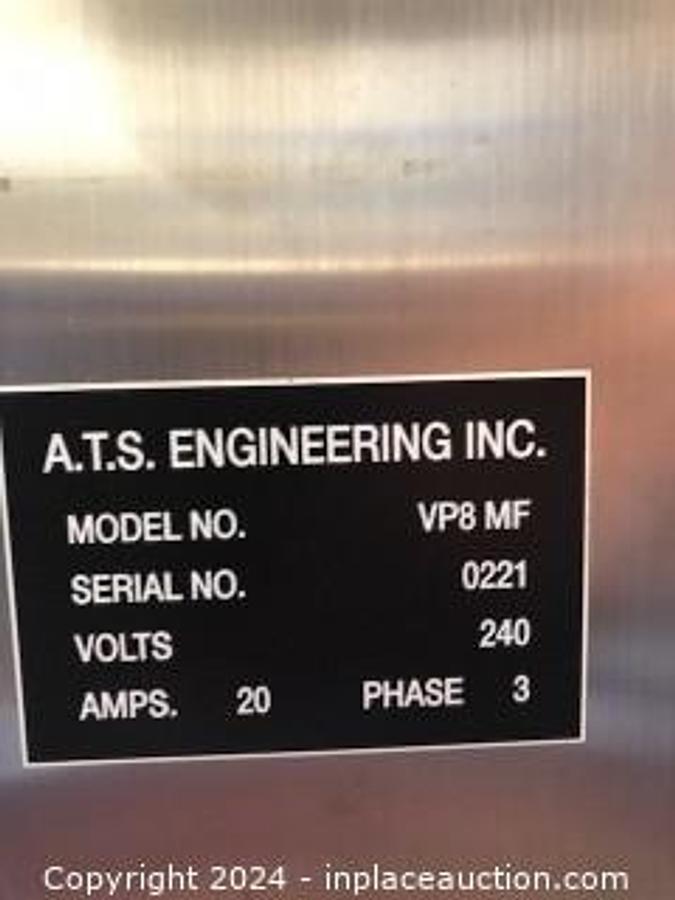 A.T.S. ENGINEERING INC.
MODEL NO. VP8 MF
SERIAL NO. 0221
VOLTS 240
AMPS. 20 PHASE 3
Copyright 2024 - inplaceauction.com